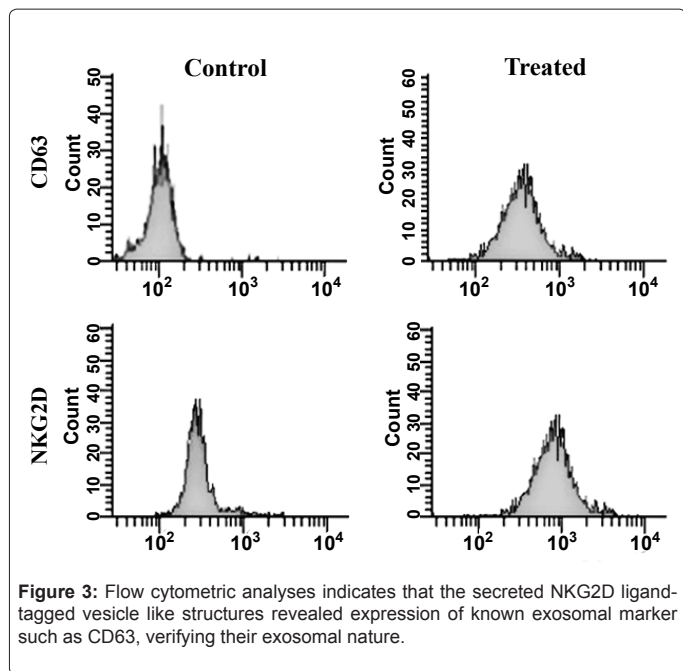 Control Treated
CD63
Count
50
40
30
20
10
0
10² 10³ 10⁴
Count
60
50
40
30
20
10
0
10² 10³ 10⁴
NKG2D
Count
60
50
40
30
20
10
0
10² 10³ 10⁴
Count
60
50
40
30
20
10
0
10² 10³ 10⁴
Figure 3: Flow cytometric analyses indicates that the secreted NKG2D ligand-
tagged vesicle like structures revealed expression of known exosomal marker
such as CD63, verifying their exosomal nature.